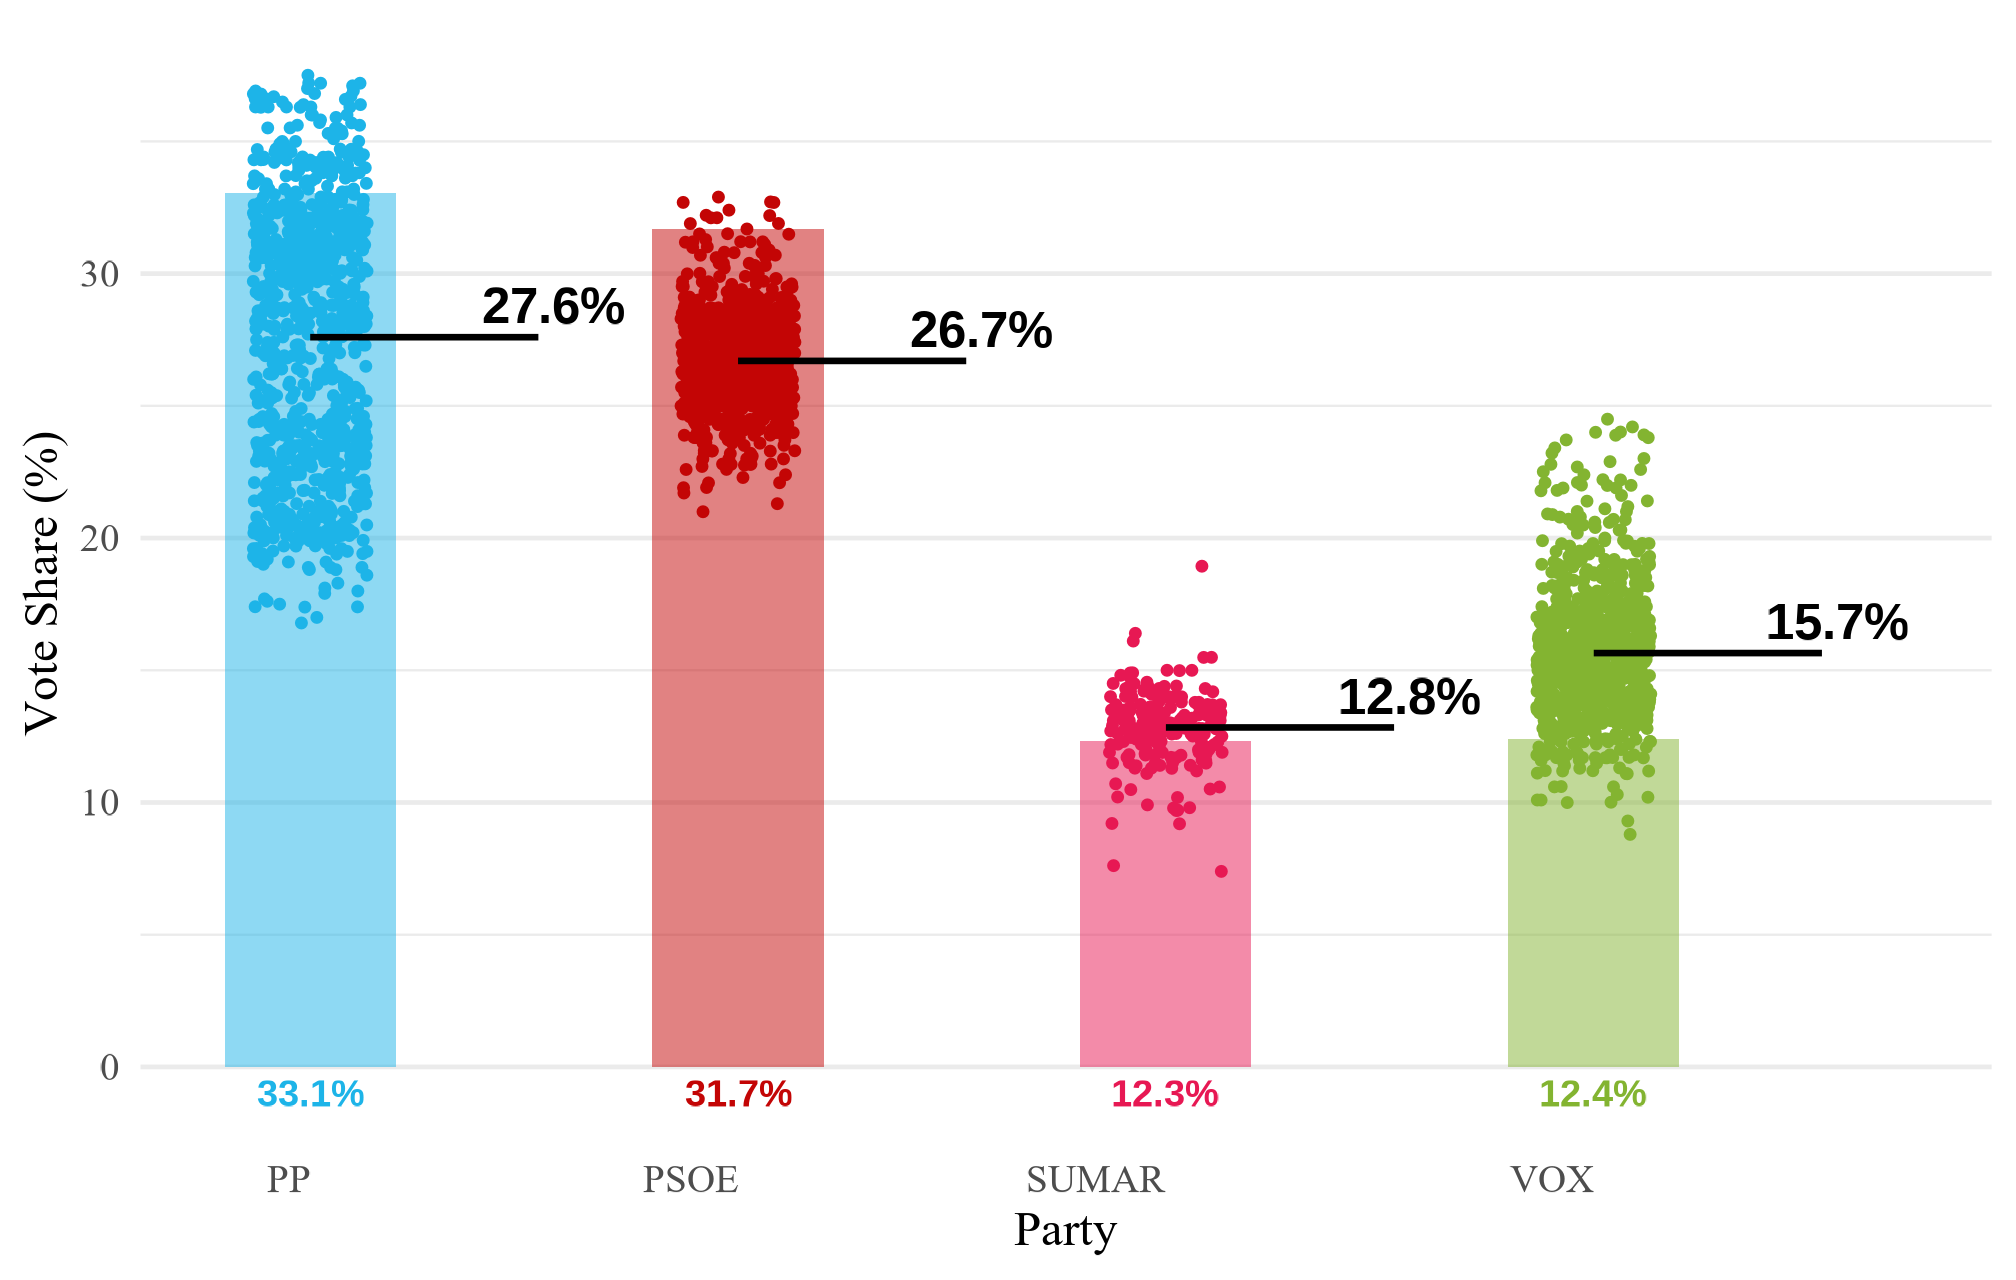 Vote Share (%)
30
20
10
0
27.6%
26.7%
12.8%
15.7%
33.1%
31.7%
12.3%
12.4%
PP
PSOE
SUMAR
VOX
Party